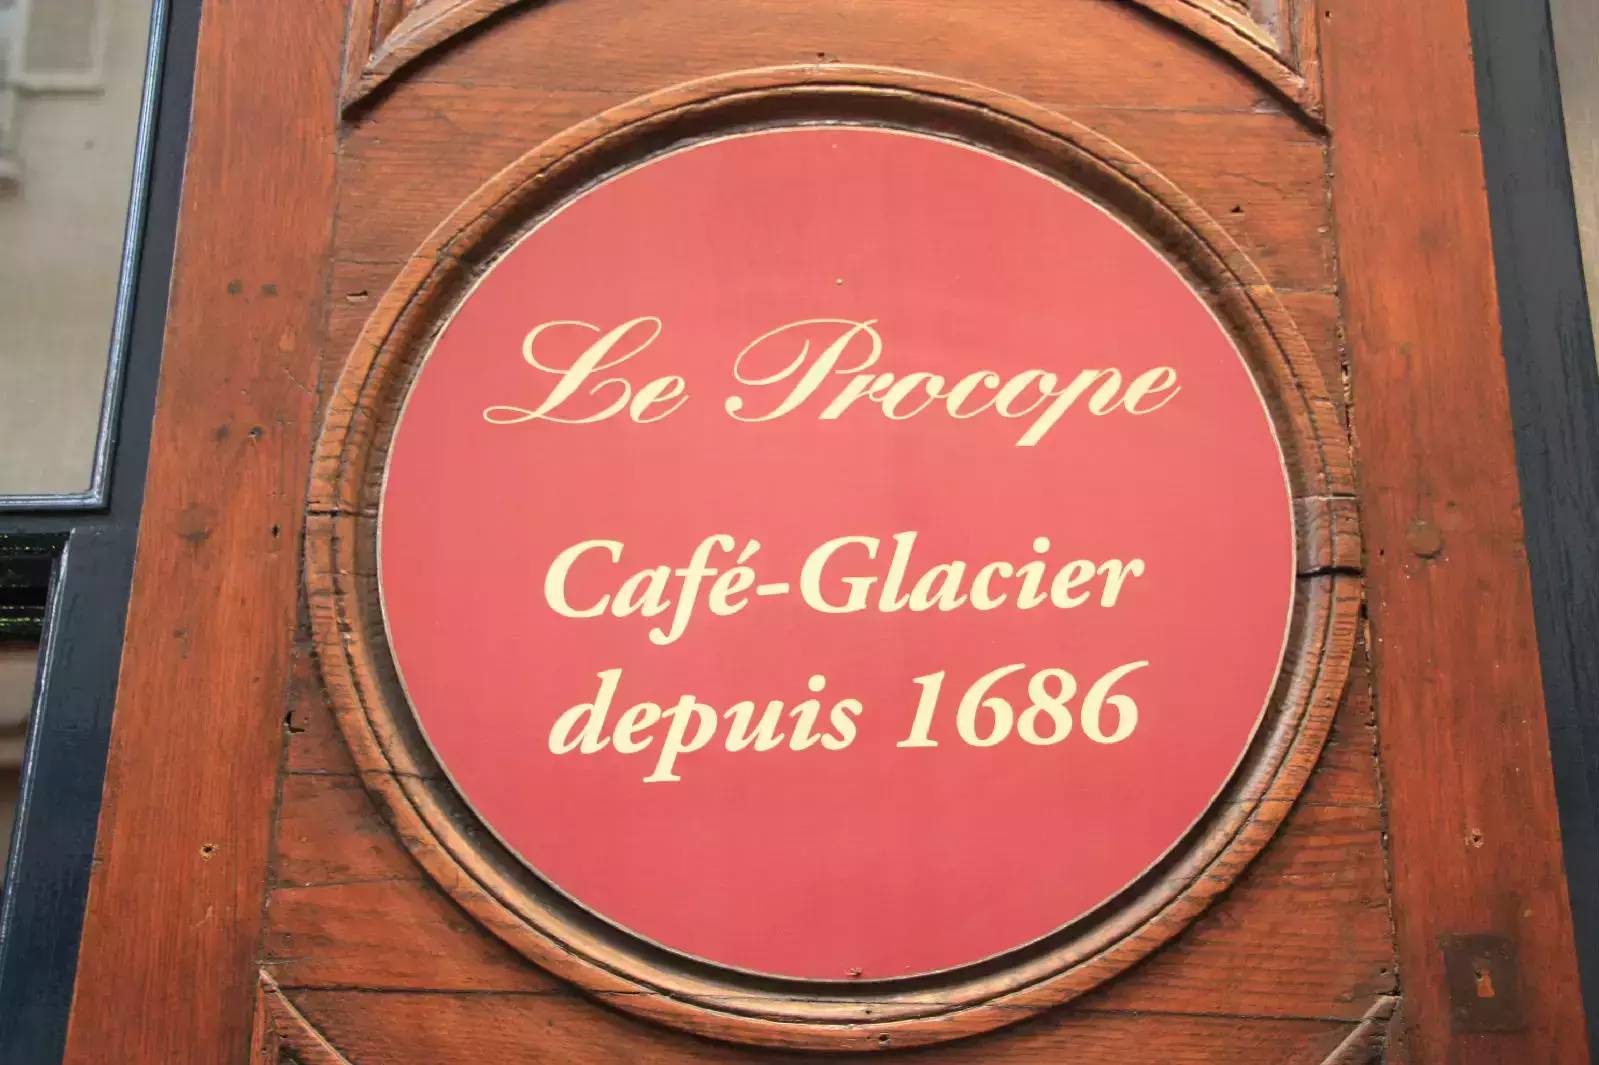 Le Procope
Café-Glacier
depuis 1686